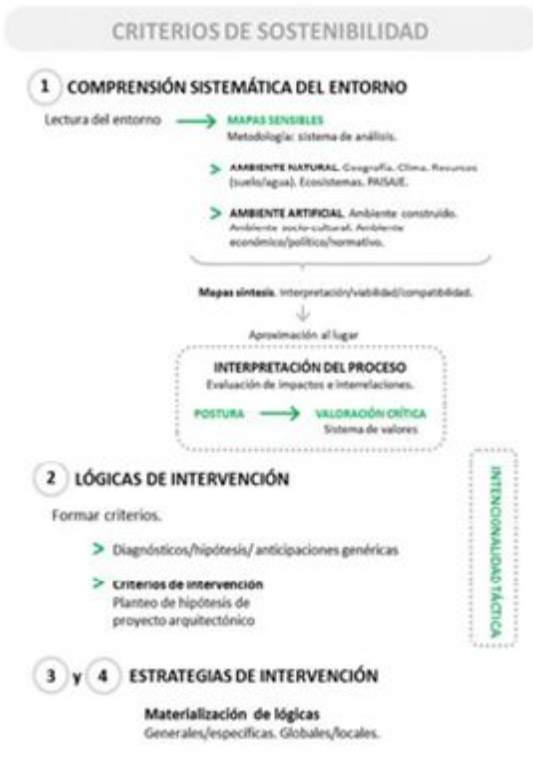 CRITERIOS DE SOSTENIBILIDAD
1 COMPRENSIÓN SISTEMÁTICA DEL ENTORNO
Lectura del entorno → MAPAS SENSIBLES
Metodología: sistema de análisis.
> AMBIENTE NATURAL. Geografía. Clima. Recursos
(suelo/agua). Ecosistemas. PAISAJE.
> AMBIENTE ARTIFICIAL. Ambiente construido.
Ambiente socio-cultural. Ambiente
económico/político/normativo.
Mapas síntesis. Interpretación/viabilidad/compatibilidad.
Aproximación al lugar
INTERPRETACIÓN DEL PROCESO
Evaluación de impactos e interrelaciones.
POSTURA → VALORACIÓN CRÍTICA
Sistema de valores
INTENCIONALIDAD TÁCTICA
2 LÓGICAS DE INTERVENCIÓN
Formar criterios.
> Diagnósticos/hipótesis/ anticipaciones genéricas
> Criterios de intervención
Planteo de hipótesis de
proyecto arquitectónico
3 y 4 ESTRATEGIAS DE INTERVENCIÓN
Materialización de lógicas
Generales/específicas. Globales/locales.